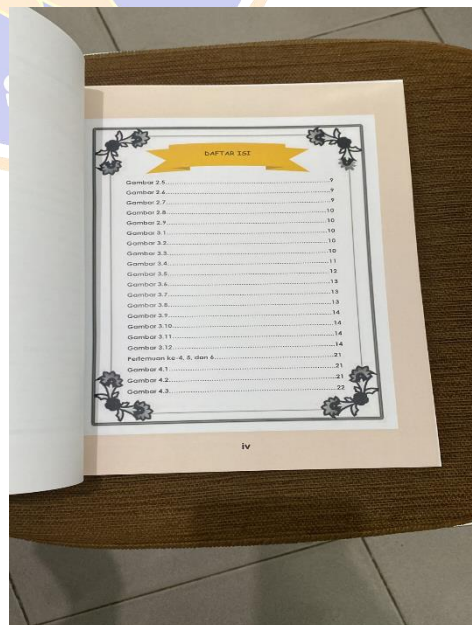 DAFTAR ISI
Gambar 2.5......9
Gambar 2.6......9
Gambar 2.7......9
Gambar 2.8......10
Gambar 2.9......10
Gambar 3.1......10
Gambar 3.2......10
Gambar 3.3......10
Gambar 3.4......11
Gambar 3.5......12
Gambar 3.6......12
Gambar 3.7......13
Gambar 3.8......13
Gambar 3.9......14
Gambar 3.10......14
Gambar 3.11......14
Gambar 3.12......14
Pertemuan ke-4, 5, dan 6......21
Gambar 4.1......21
Gambar 4.2......21
Gambar 4.3......22
iv